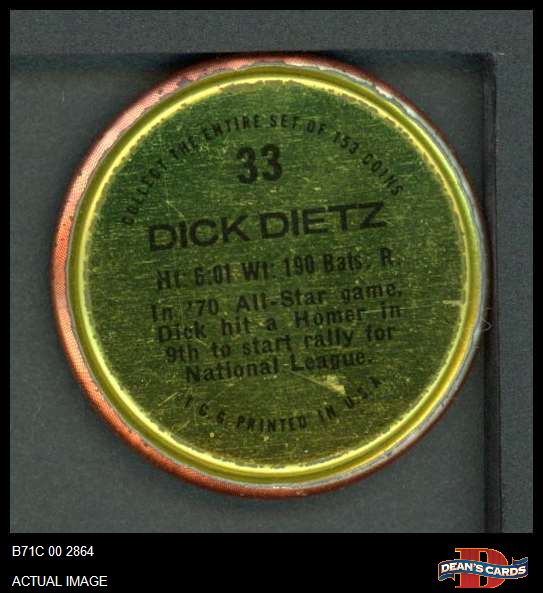 COLLECT THE ENTIRE SET OF 153 COINS
33
DICK DIETZ
Ht: 6.01 Wt: 190 Bats, R.
In '70 All-Star game,
Dick hit a Homer in
9th to start rally for
National League.
T.C.G. PRINTED IN U.S.A.
B71C 00 2864
ACTUAL IMAGE
DEAN'S CARDS